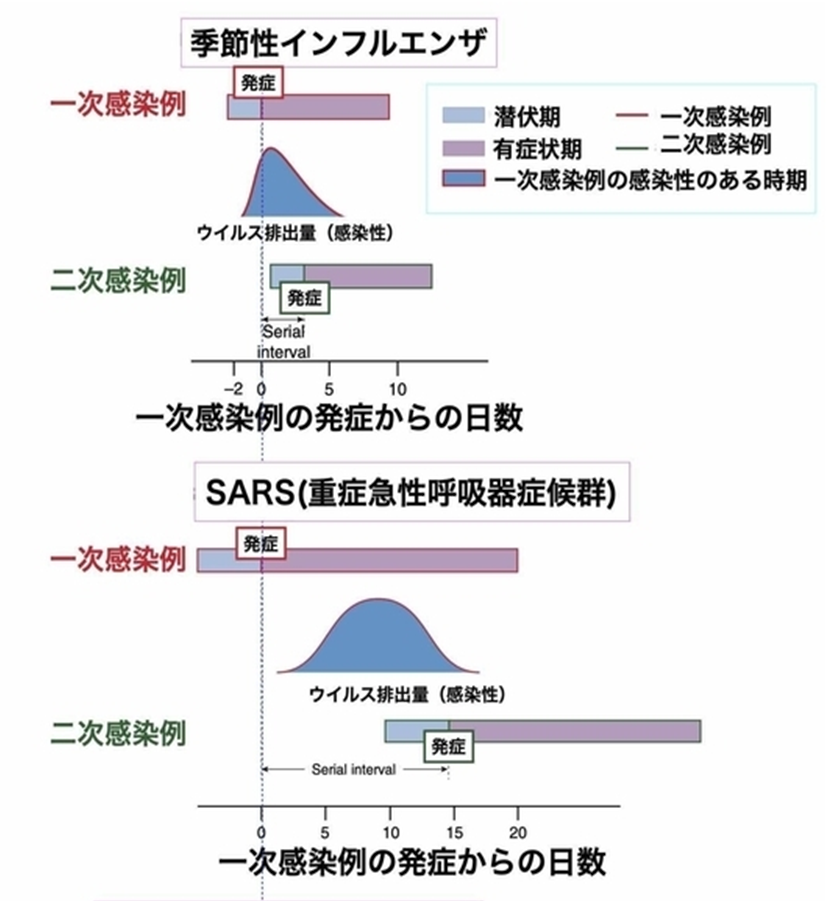 季節性インフルエンザ
発症
一次感染例
潜伏期
一次感染例
有症状期
二次感染例
一次感染例の感染性のある時期
ウイルス排出量（感染性）
二次感染例
発症
Serial
interval
−2 0 5 10
一次感染例の発症からの日数
SARS(重症急性呼吸器症候群)
発症
一次感染例
ウイルス排出量（感染性）
二次感染例
発症
Serial interval
0 5 10 15 20
一次感染例の発症からの日数